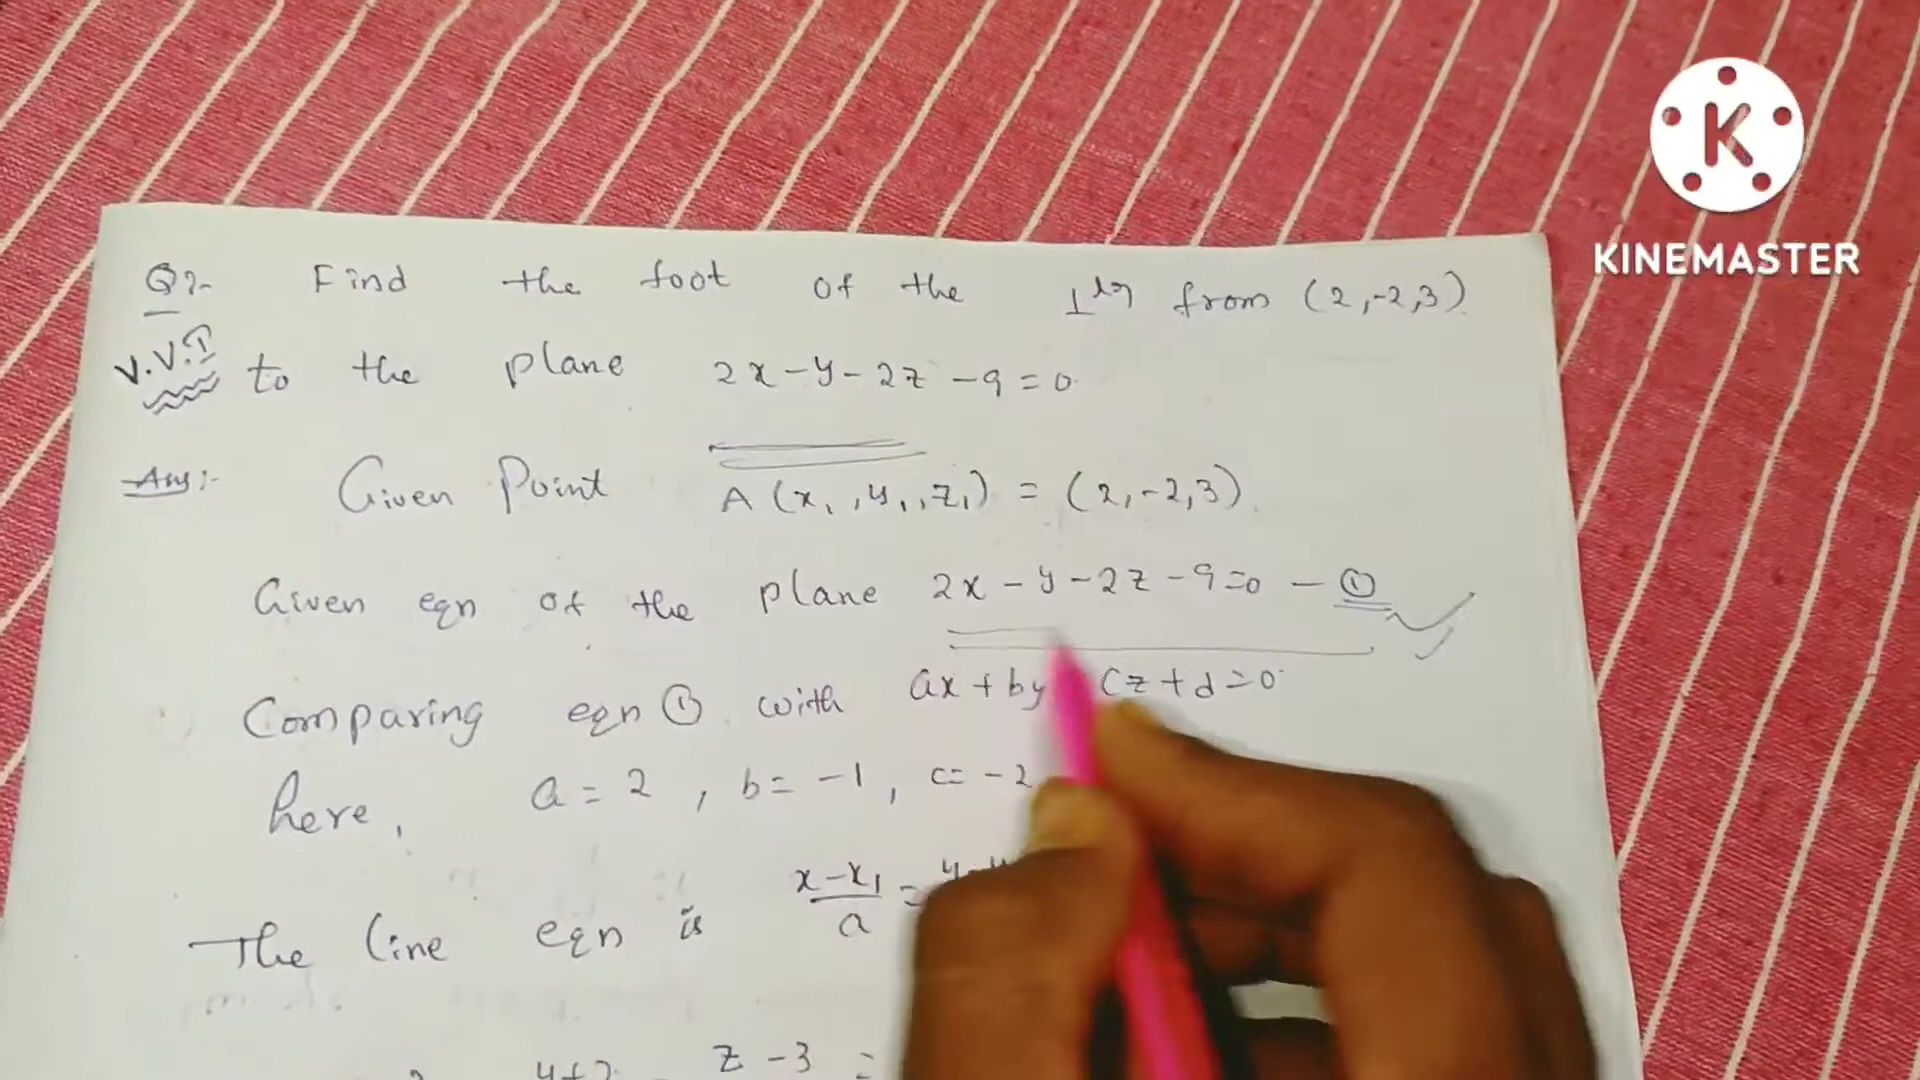 KINEMASTER
Q?- Find the foot of the ⊥ler from (2,-2,3)
V.V.I to the plane 2x-y-2z-9=0
Ans:- Given Point A(x₁,y₁,z₁) = (2,-2,3)
Given eqn of the plane 2x-y-2z-9=0 - ①
Comparing eqn ① with ax+by cz+d=0
here, a=2, b=-1, c=-2
The line eqn is x-x₁/a =
y+2 z-3 =